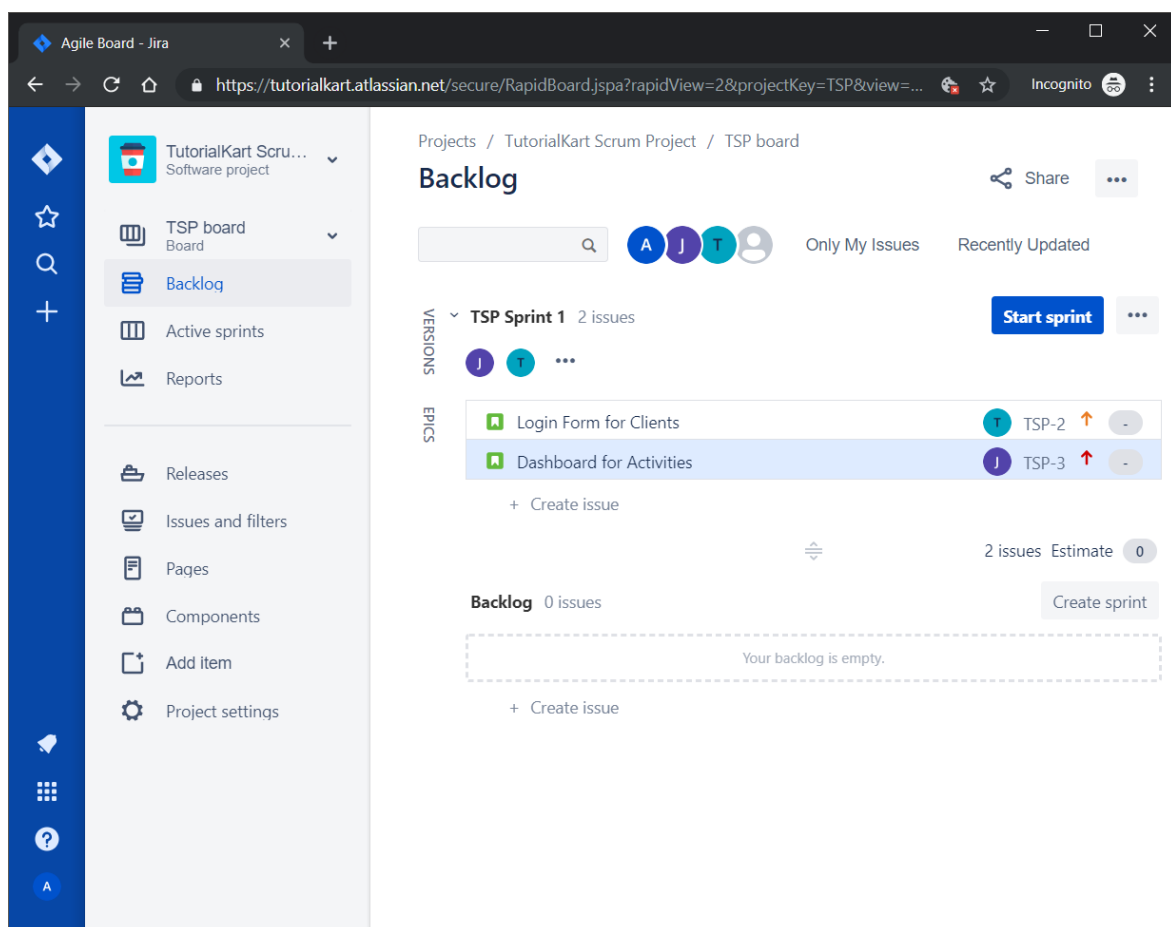 Agile Board - Jira
https://tutorialkart.atlassian.net/secure/RapidBoard.jspa?rapidView=2&projectKey=TSP&view=...
Incognito
TutorialKart Scru...
Software project
TSP board
Board
Backlog
Active sprints
Reports
Releases
Issues and filters
Pages
Components
Add item
Project settings
A
Projects / TutorialKart Scrum Project / TSP board
Backlog
Share
A J T
Only My Issues
Recently Updated
VERSIONS
EPICS
TSP Sprint 1 2 issues
Start sprint
J T
Login Form for Clients T TSP-2 -
Dashboard for Activities J TSP-3 -
+ Create issue
2 issues Estimate 0
Backlog 0 issues
Create sprint
Your backlog is empty.
+ Create issue